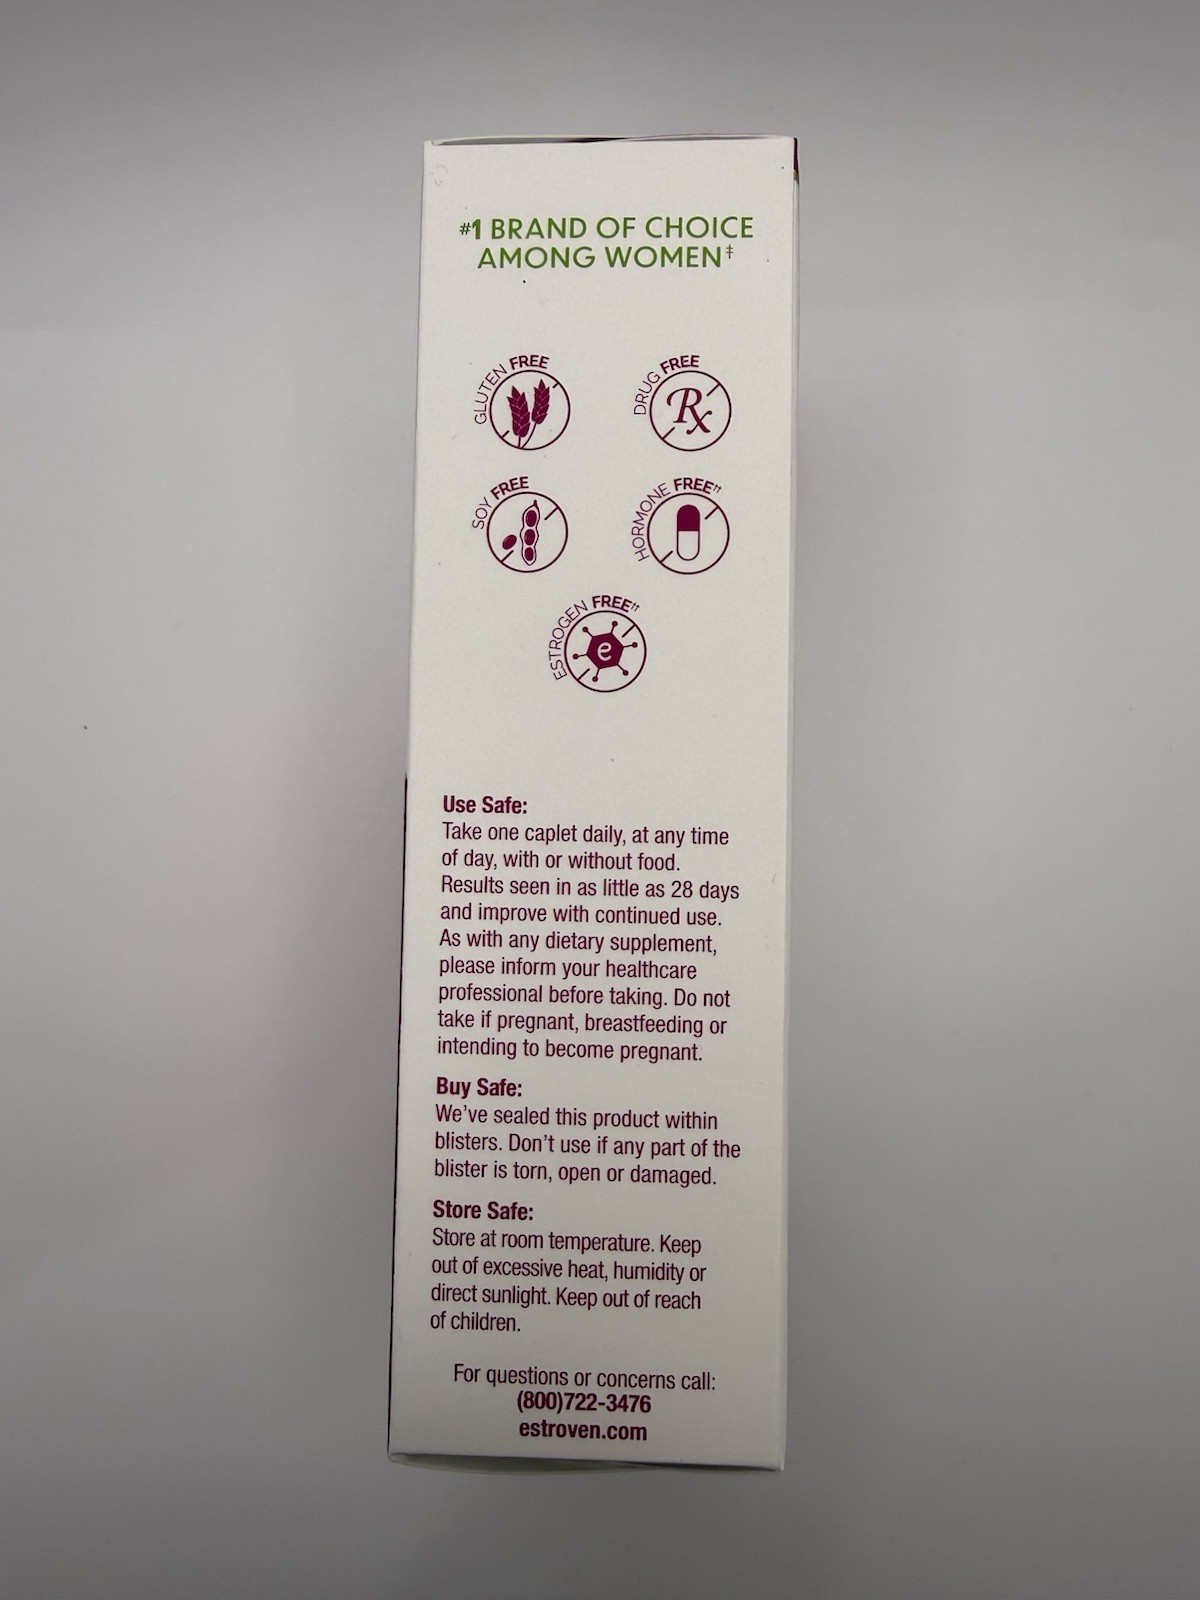 #1 BRAND OF CHOICE
AMONG WOMEN‡
GLUTEN FREE
DRUG FREE
Rx
SOY FREE
HORMONE FREE††
ESTROGEN FREE††
e
Use Safe:
Take one caplet daily, at any time
of day, with or without food.
Results seen in as little as 28 days
and improve with continued use.
As with any dietary supplement,
please inform your healthcare
professional before taking. Do not
take if pregnant, breastfeeding or
intending to become pregnant.
Buy Safe:
We've sealed this product within
blisters. Don't use if any part of the
blister is torn, open or damaged.
Store Safe:
Store at room temperature. Keep
out of excessive heat, humidity or
direct sunlight. Keep out of reach
of children.
For questions or concerns call:
(800)722-3476
estroven.com